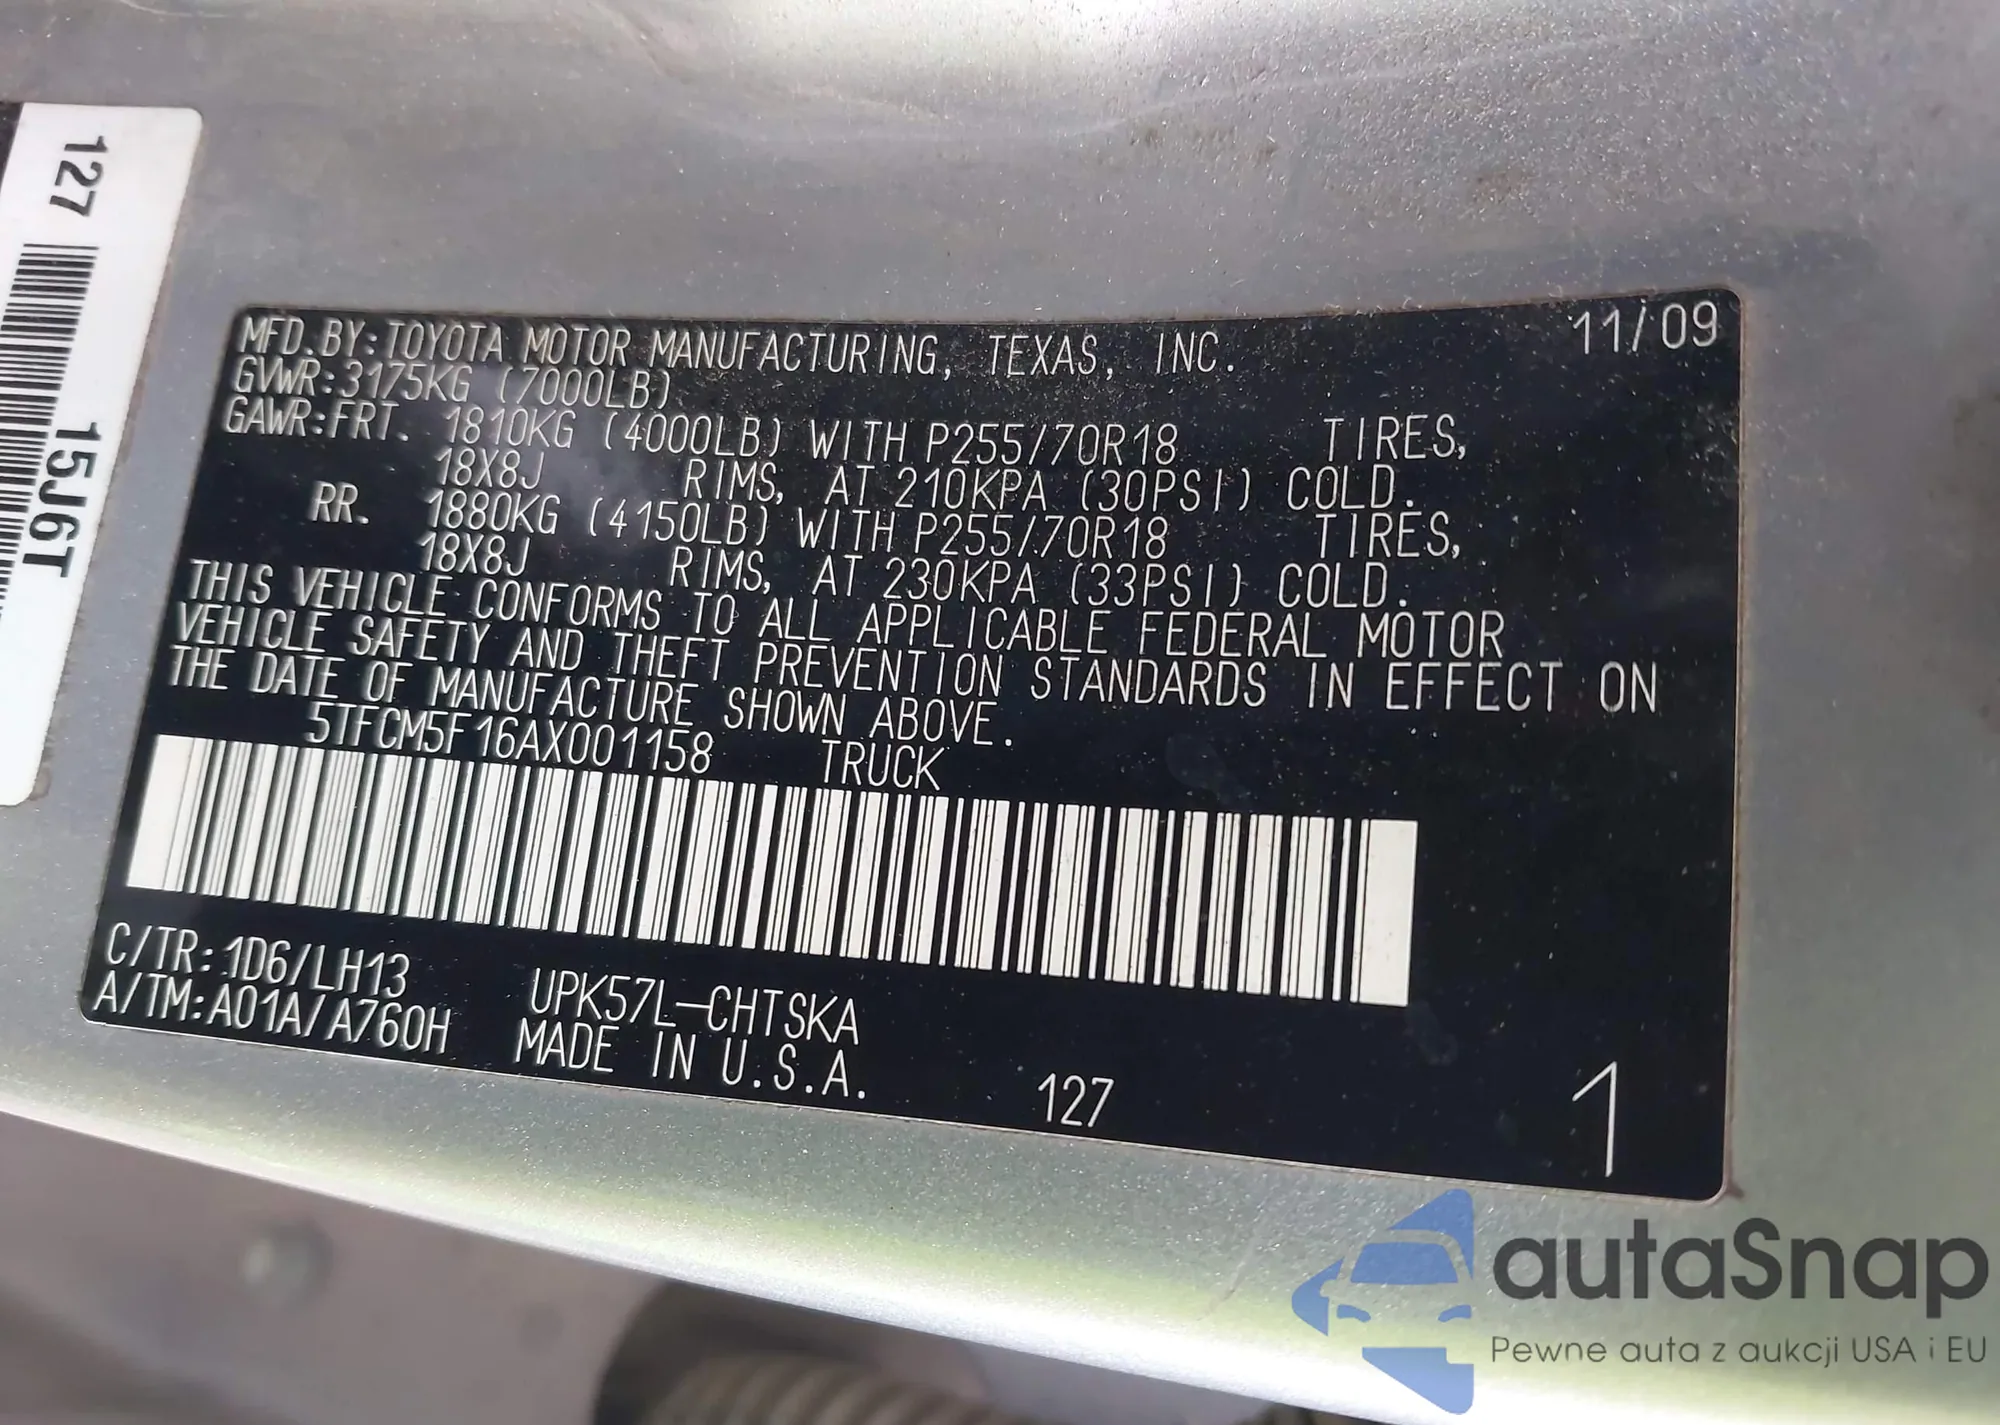 127
15J6T
MFD.BY:TOYOTA MOTOR MANUFACTURING, TEXAS, INC. 11/09
GVWR:3175KG (7000LB)
GAWR:FRT. 1810KG (4000LB) WITH P255/70R18 TIRES,
18X8J RIMS, AT 210KPA (30PSI) COLD.
RR. 1880KG (4150LB) WITH P255/70R18 TIRES,
18X8J RIMS, AT 230KPA (33PSI) COLD.
THIS VEHICLE CONFORMS TO ALL APPLICABLE FEDERAL MOTOR
VEHICLE SAFETY AND THEFT PREVENTION STANDARDS IN EFFECT ON
THE DATE OF MANUFACTURE SHOWN ABOVE.
5TFCM5F16AX001158 TRUCK
C/TR:1D6/LH13 UPK57L-CHTSKA
A/TM:A01A/A760H MADE IN U.S.A. 127 1
autaSnap
Pewne auta z aukcji USA i EU